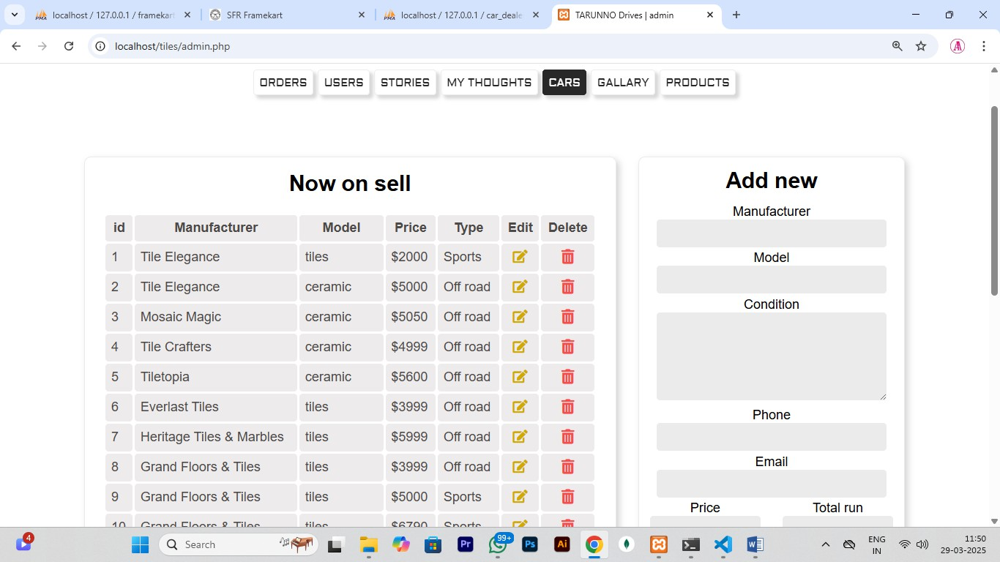 localhost / 127.0.0.1 / framekart
SFR Framekart
localhost / 127.0.0.1 / car_deale
TARUNNO Drives | admin
localhost/tiles/admin.php
ORDERS USERS STORIES MY THOUGHTS CARS GALLARY PRODUCTS
Now on sell
id Manufacturer Model Price Type Edit Delete
1 Tile Elegance tiles $2000 Sports
2 Tile Elegance ceramic $5000 Off road
3 Mosaic Magic ceramic $5050 Off road
4 Tile Crafters ceramic $4999 Off road
5 Tiletopia ceramic $5600 Off road
6 Everlast Tiles tiles $3999 Off road
7 Heritage Tiles & Marbles tiles $5999 Off road
8 Grand Floors & Tiles tiles $3999 Off road
9 Grand Floors & Tiles tiles $5000 Sports
10 Grand Floors & Tiles tiles $6790 Sports
Add new
Manufacturer
Model
Condition
Phone
Email
Price Total run
4
Search
Pr
99+
Ps
Ai
ENG
IN
11:50
29-03-2025